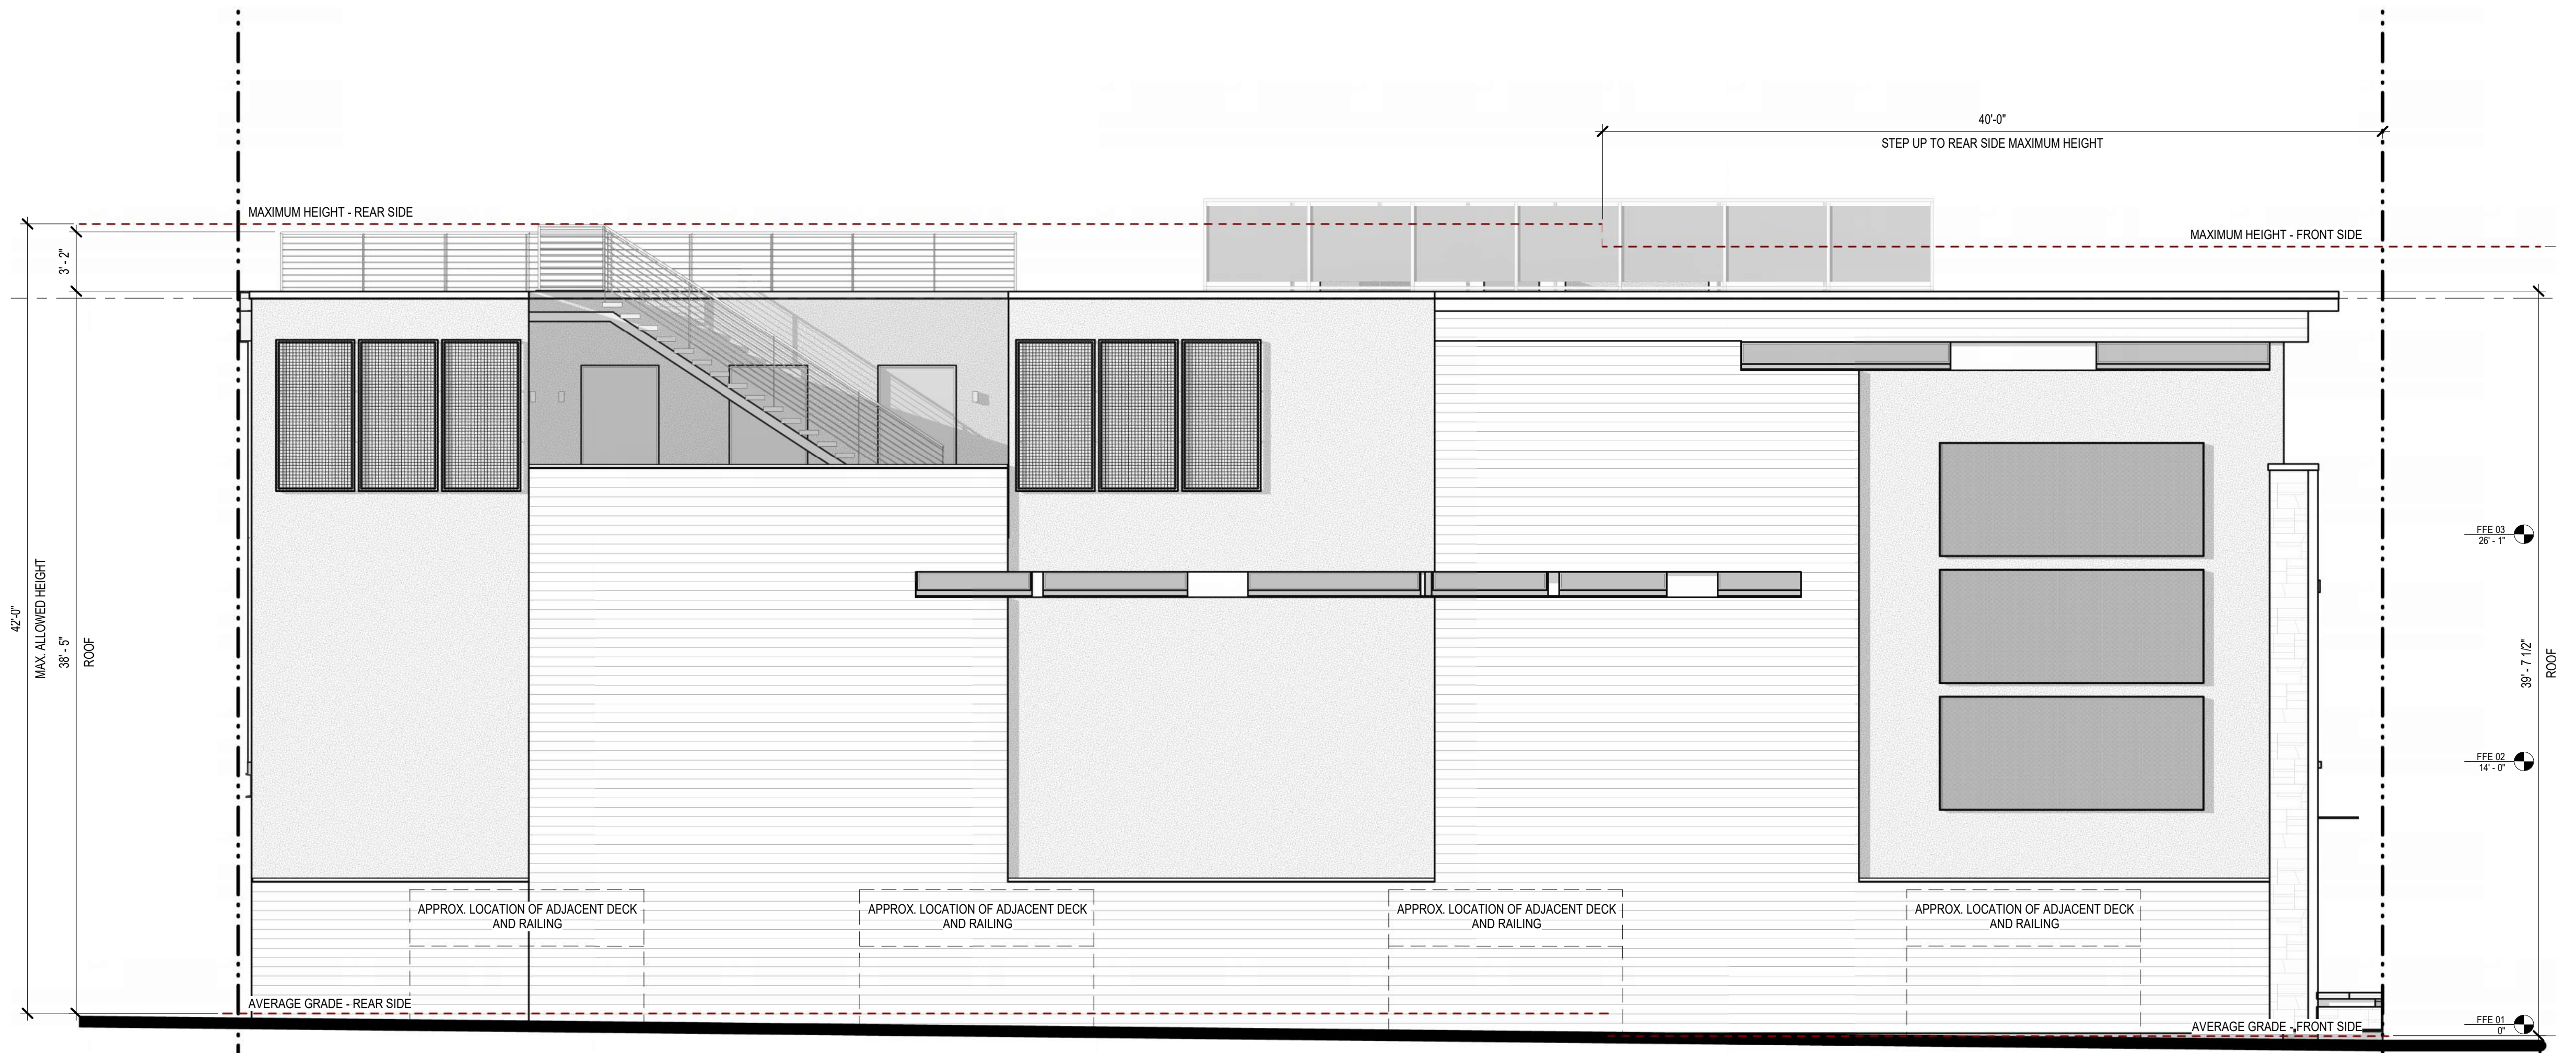 40'-0"
STEP UP TO REAR SIDE MAXIMUM HEIGHT
MAXIMUM HEIGHT - REAR SIDE
MAXIMUM HEIGHT - FRONT SIDE
3' - 2"
42'-0"
MAX. ALLOWED HEIGHT
38' - 5"
ROOF
39' - 7 1/2"
ROOF
FFE 03
26' - 1"
FFE 02
14' - 0"
APPROX. LOCATION OF ADJACENT DECK
AND RAILING
APPROX. LOCATION OF ADJACENT DECK
AND RAILING
APPROX. LOCATION OF ADJACENT DECK
AND RAILING
APPROX. LOCATION OF ADJACENT DECK
AND RAILING
AVERAGE GRADE - REAR SIDE
AVERAGE GRADE - FRONT SIDE
FFE 01
0"